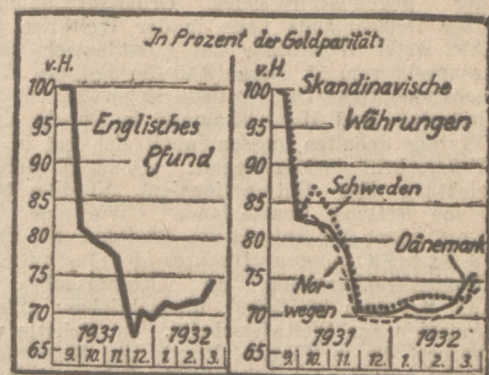 In Prozent der Goldparität:
v.H.
100
95
90
85
80
75
70
65
Englisches
Pfund
1931
1932
9. 10. 11. 12. 1. 2. 3.
v.H.
100
95
90
85
80
75
70
65
Skandinavische
Währungen
Schweden
Dänemark
Nor-
wegen
1931
1932
9. 10. 11. 12. 1. 2. 3.